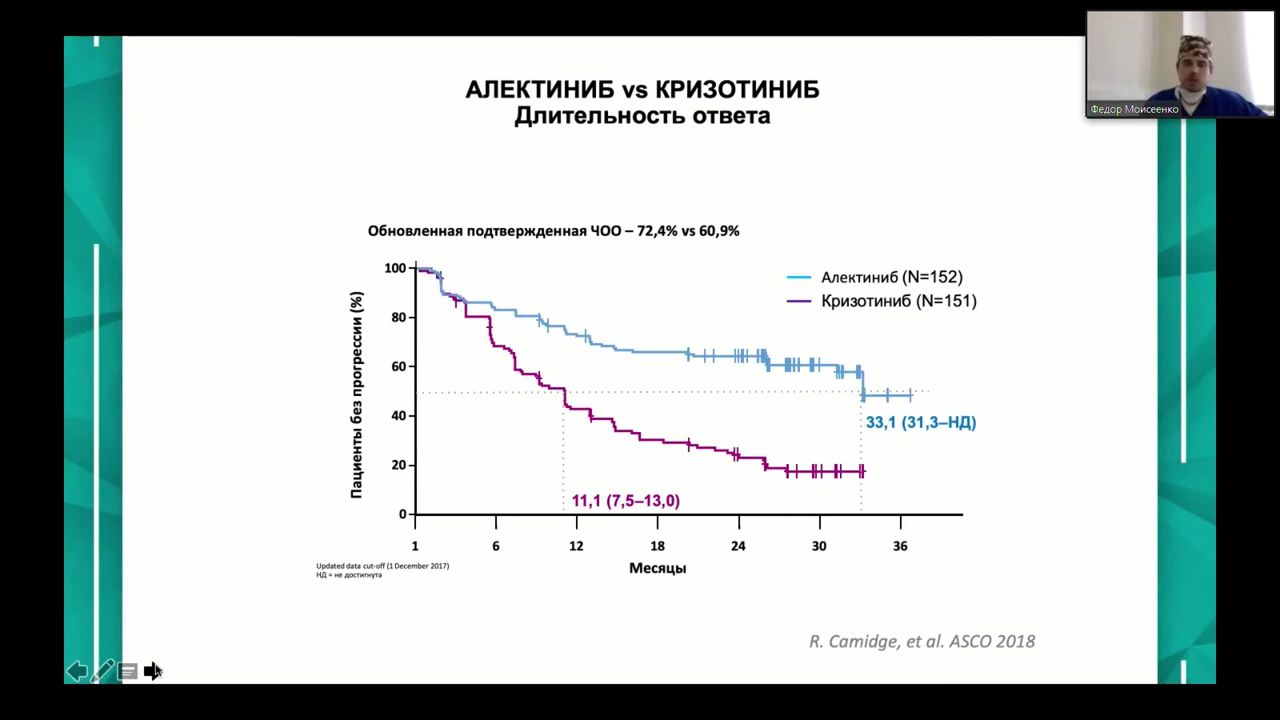 АЛЕКТИНИБ vs КРИЗОТИНИБ
Длительность ответа
Федор Моисеенко
Обновленная подтвержденная ЧОО – 72,4% vs 60,9%
Пациенты без прогрессии (%)
100
80
60
40
20
0
Алектиниб (N=152)
Кризотиниб (N=151)
33,1 (31,3–НД)
11,1 (7,5–13,0)
1 6 12 18 24 30 36
Месяцы
Updated data cut-off (1 December 2017)
НД = не достигнута
R. Camidge, et al. ASCO 2018